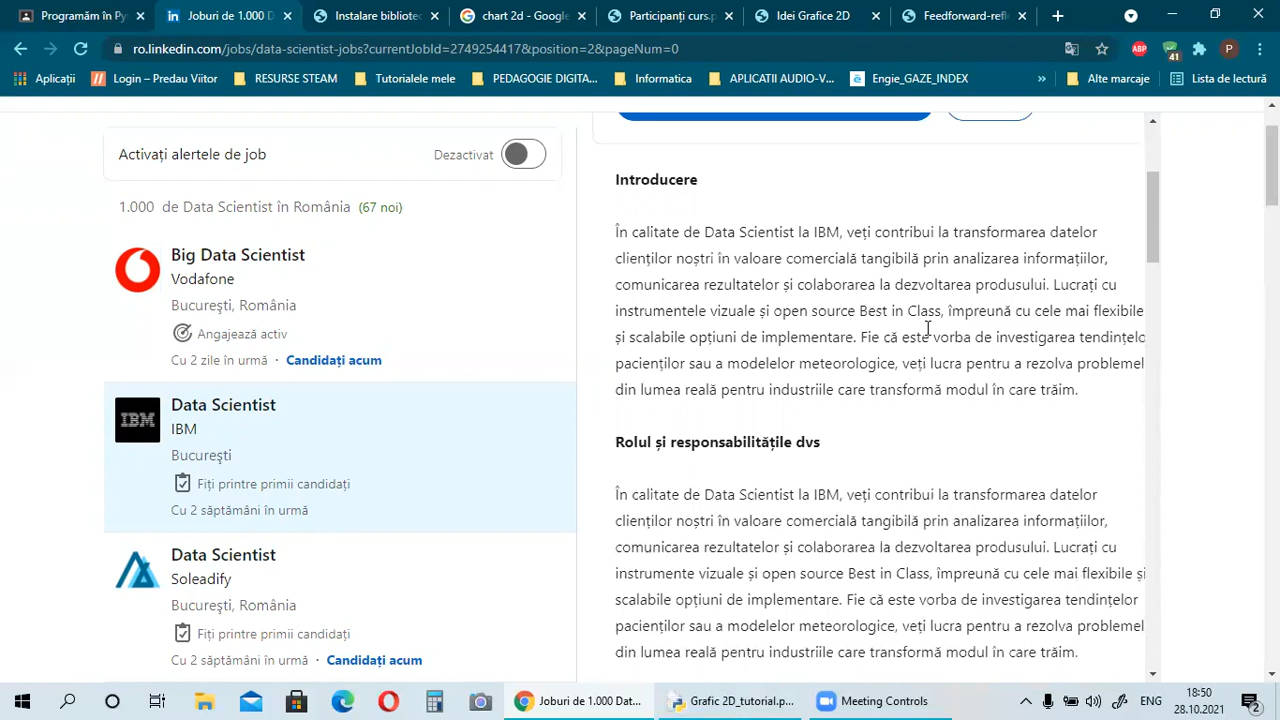 Programăm în Py
Joburi de 1.000 D
Instalare bibliotec
chart 2d - Google
Participanți curs.p
Idei Grafice 2D
Feedforward-refl
ro.linkedin.com/jobs/data-scientist-jobs?currentJobId=2749254417&position=2&pageNum=0
ABP
41
P
Aplicații
Login – Predau Viitor
RESURSE STEAM
Tutorialele mele
PEDAGOGIE DIGITA...
Informatica
APLICATII AUDIO-V...
Engie_GAZE_INDEX
»
Alte marcaje
Lista de lectură
Activați alertele de job
Dezactivat
1.000 de Data Scientist în România (67 noi)
Big Data Scientist
Vodafone
Bucureşti, România
Angajează activ
Cu 2 zile în urmă · Candidați acum
IBM
Data Scientist
IBM
Bucureşti
Fiți printre primii candidați
Cu 2 săptămâni în urmă
Data Scientist
Soleadify
Bucureşti, România
Fiți printre primii candidați
Cu 2 săptămâni în urmă · Candidați acum
Introducere
În calitate de Data Scientist la IBM, veți contribui la transformarea datelor
clienților noștri în valoare comercială tangibilă prin analizarea informațiilor,
comunicarea rezultatelor și colaborarea la dezvoltarea produsului. Lucrați cu
instrumentele vizuale și open source Best in Class, împreună cu cele mai flexibile
și scalabile opțiuni de implementare. Fie că este vorba de investigarea tendințelo
pacienților sau a modelelor meteorologice, veți lucra pentru a rezolva problemel
din lumea reală pentru industriile care transformă modul în care trăim.
Rolul și responsabilitățile dvs
În calitate de Data Scientist la IBM, veți contribui la transformarea datelor
clienților noștri în valoare comercială tangibilă prin analizarea informațiilor,
comunicarea rezultatelor și colaborarea la dezvoltarea produsului. Lucrați cu
instrumente vizuale și open source Best in Class, împreună cu cele mai flexibile și
scalabile opțiuni de implementare. Fie că este vorba de investigarea tendințelor
pacienților sau a modelelor meteorologice, veți lucra pentru a rezolva problemel
din lumea reală pentru industriile care transformă modul în care trăim.
Joburi de 1.000 Dat...
Grafic 2D_tutorial.p...
Meeting Controls
ENG
18:50
28.10.2021
2